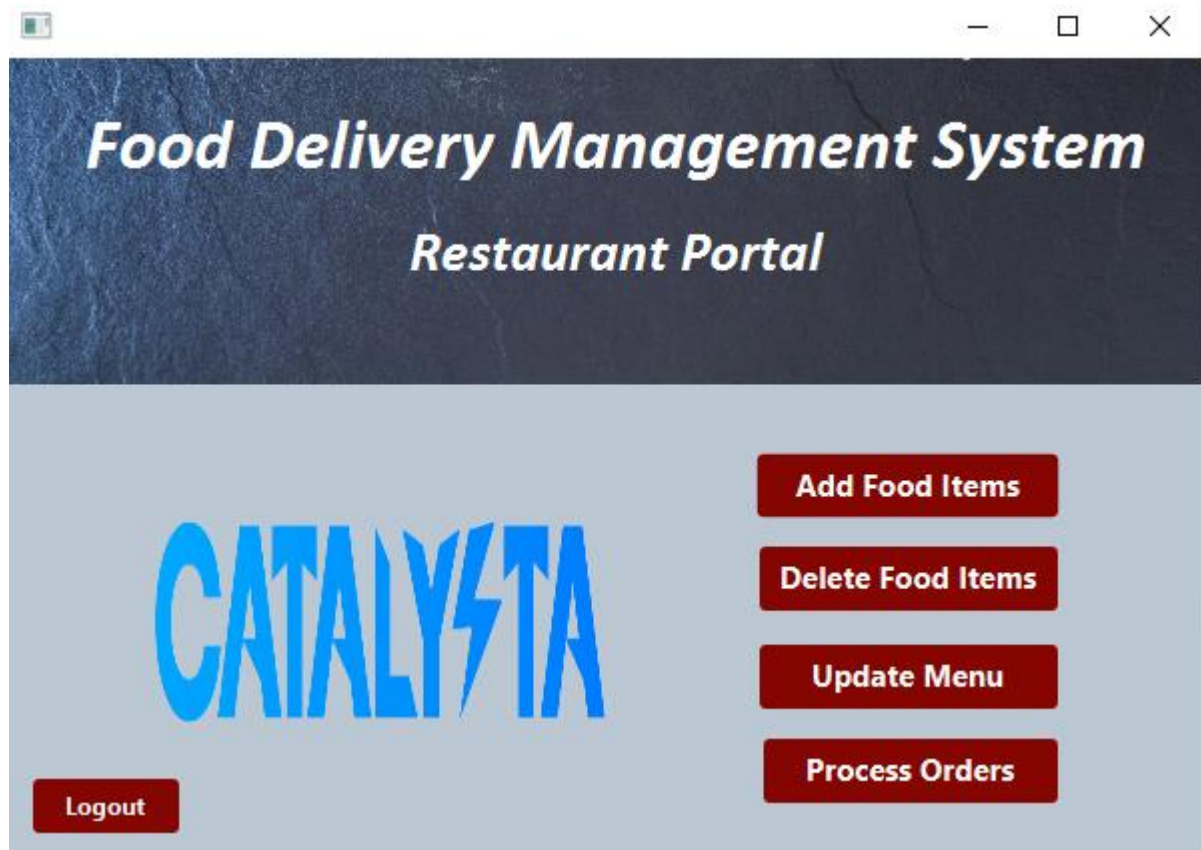 Food Delivery Management System
Restaurant Portal
CATALYSTA
Add Food Items
Delete Food Items
Update Menu
Process Orders
Logout